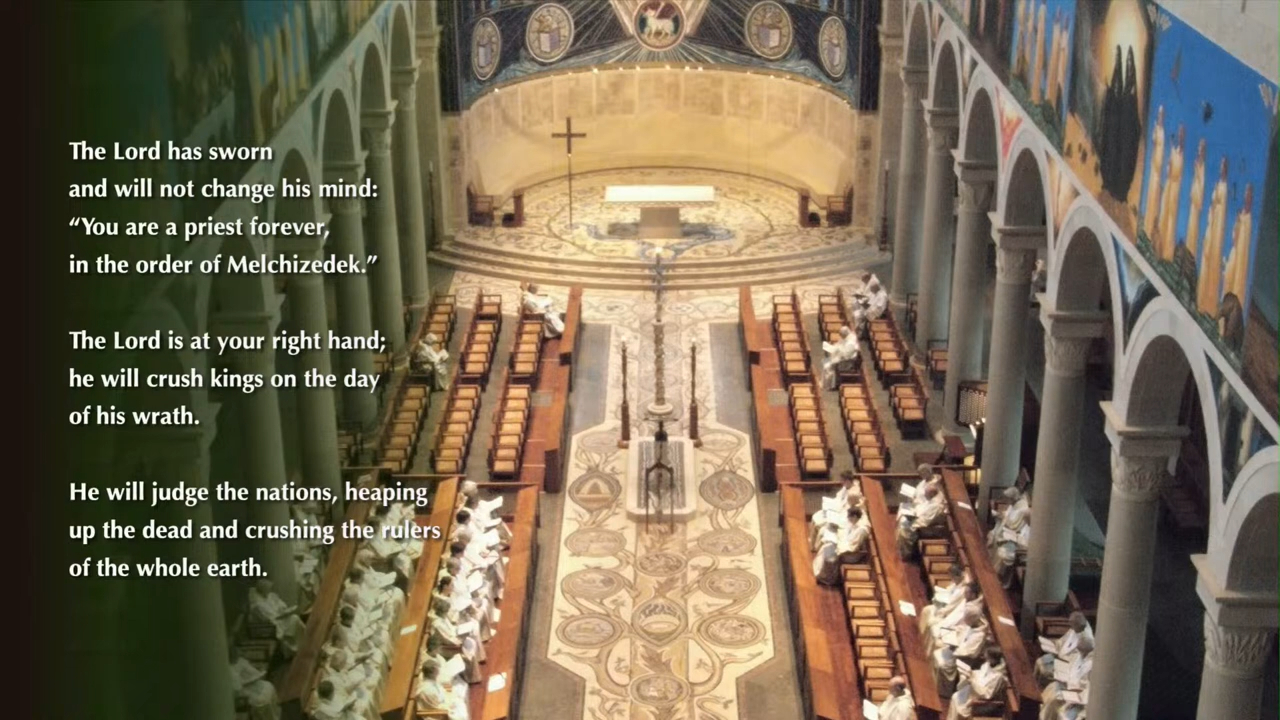 The Lord has sworn
and will not change his mind:
“You are a priest forever,
in the order of Melchizedek.”
The Lord is at your right hand;
he will crush kings on the day
of his wrath.
He will judge the nations, heaping
up the dead and crushing the rulers
of the whole earth.